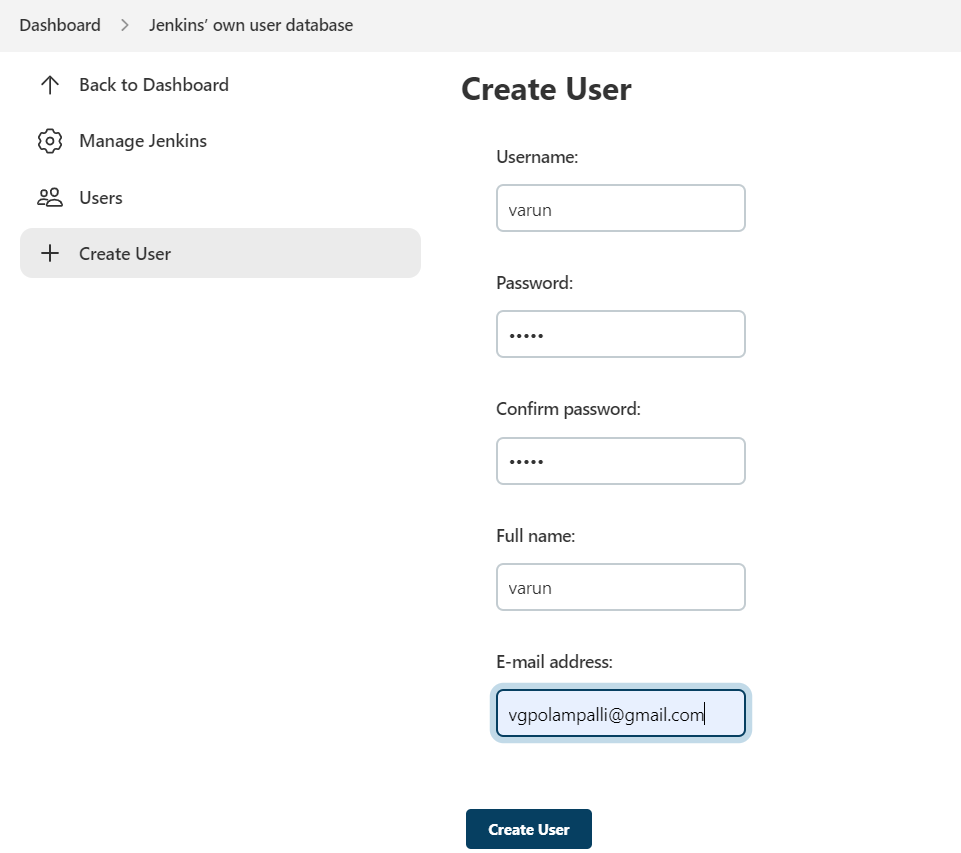 Dashboard > Jenkins’ own user database
Back to Dashboard
Manage Jenkins
Users
Create User
Create User
Username:
varun
Password:
•••••
Confirm password:
•••••
Full name:
varun
E-mail address:
vgpolampalli@gmail.com
Create User